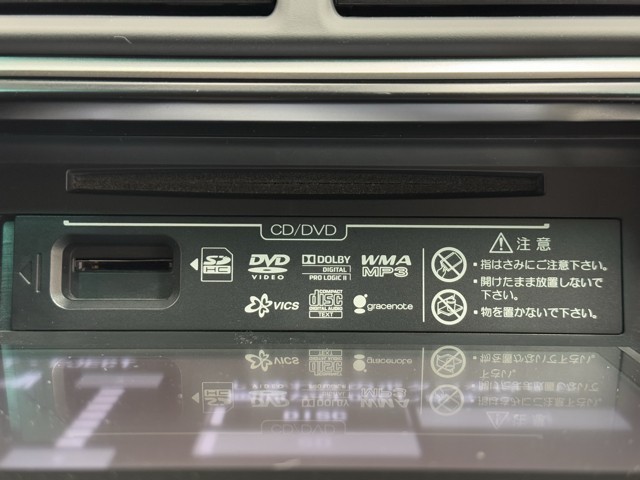 CD/DVD
SD HC
DVD VIDEO
DOLBY DIGITAL PRO LOGIC II
WMA MP3
VICS
COMPACT disc DIGITAL AUDIO TEXT
gracenote
⚠注意
・指はさみにご注意下さい。
・開けたまま放置しないで
下さい。
・物を置かないで下さい。